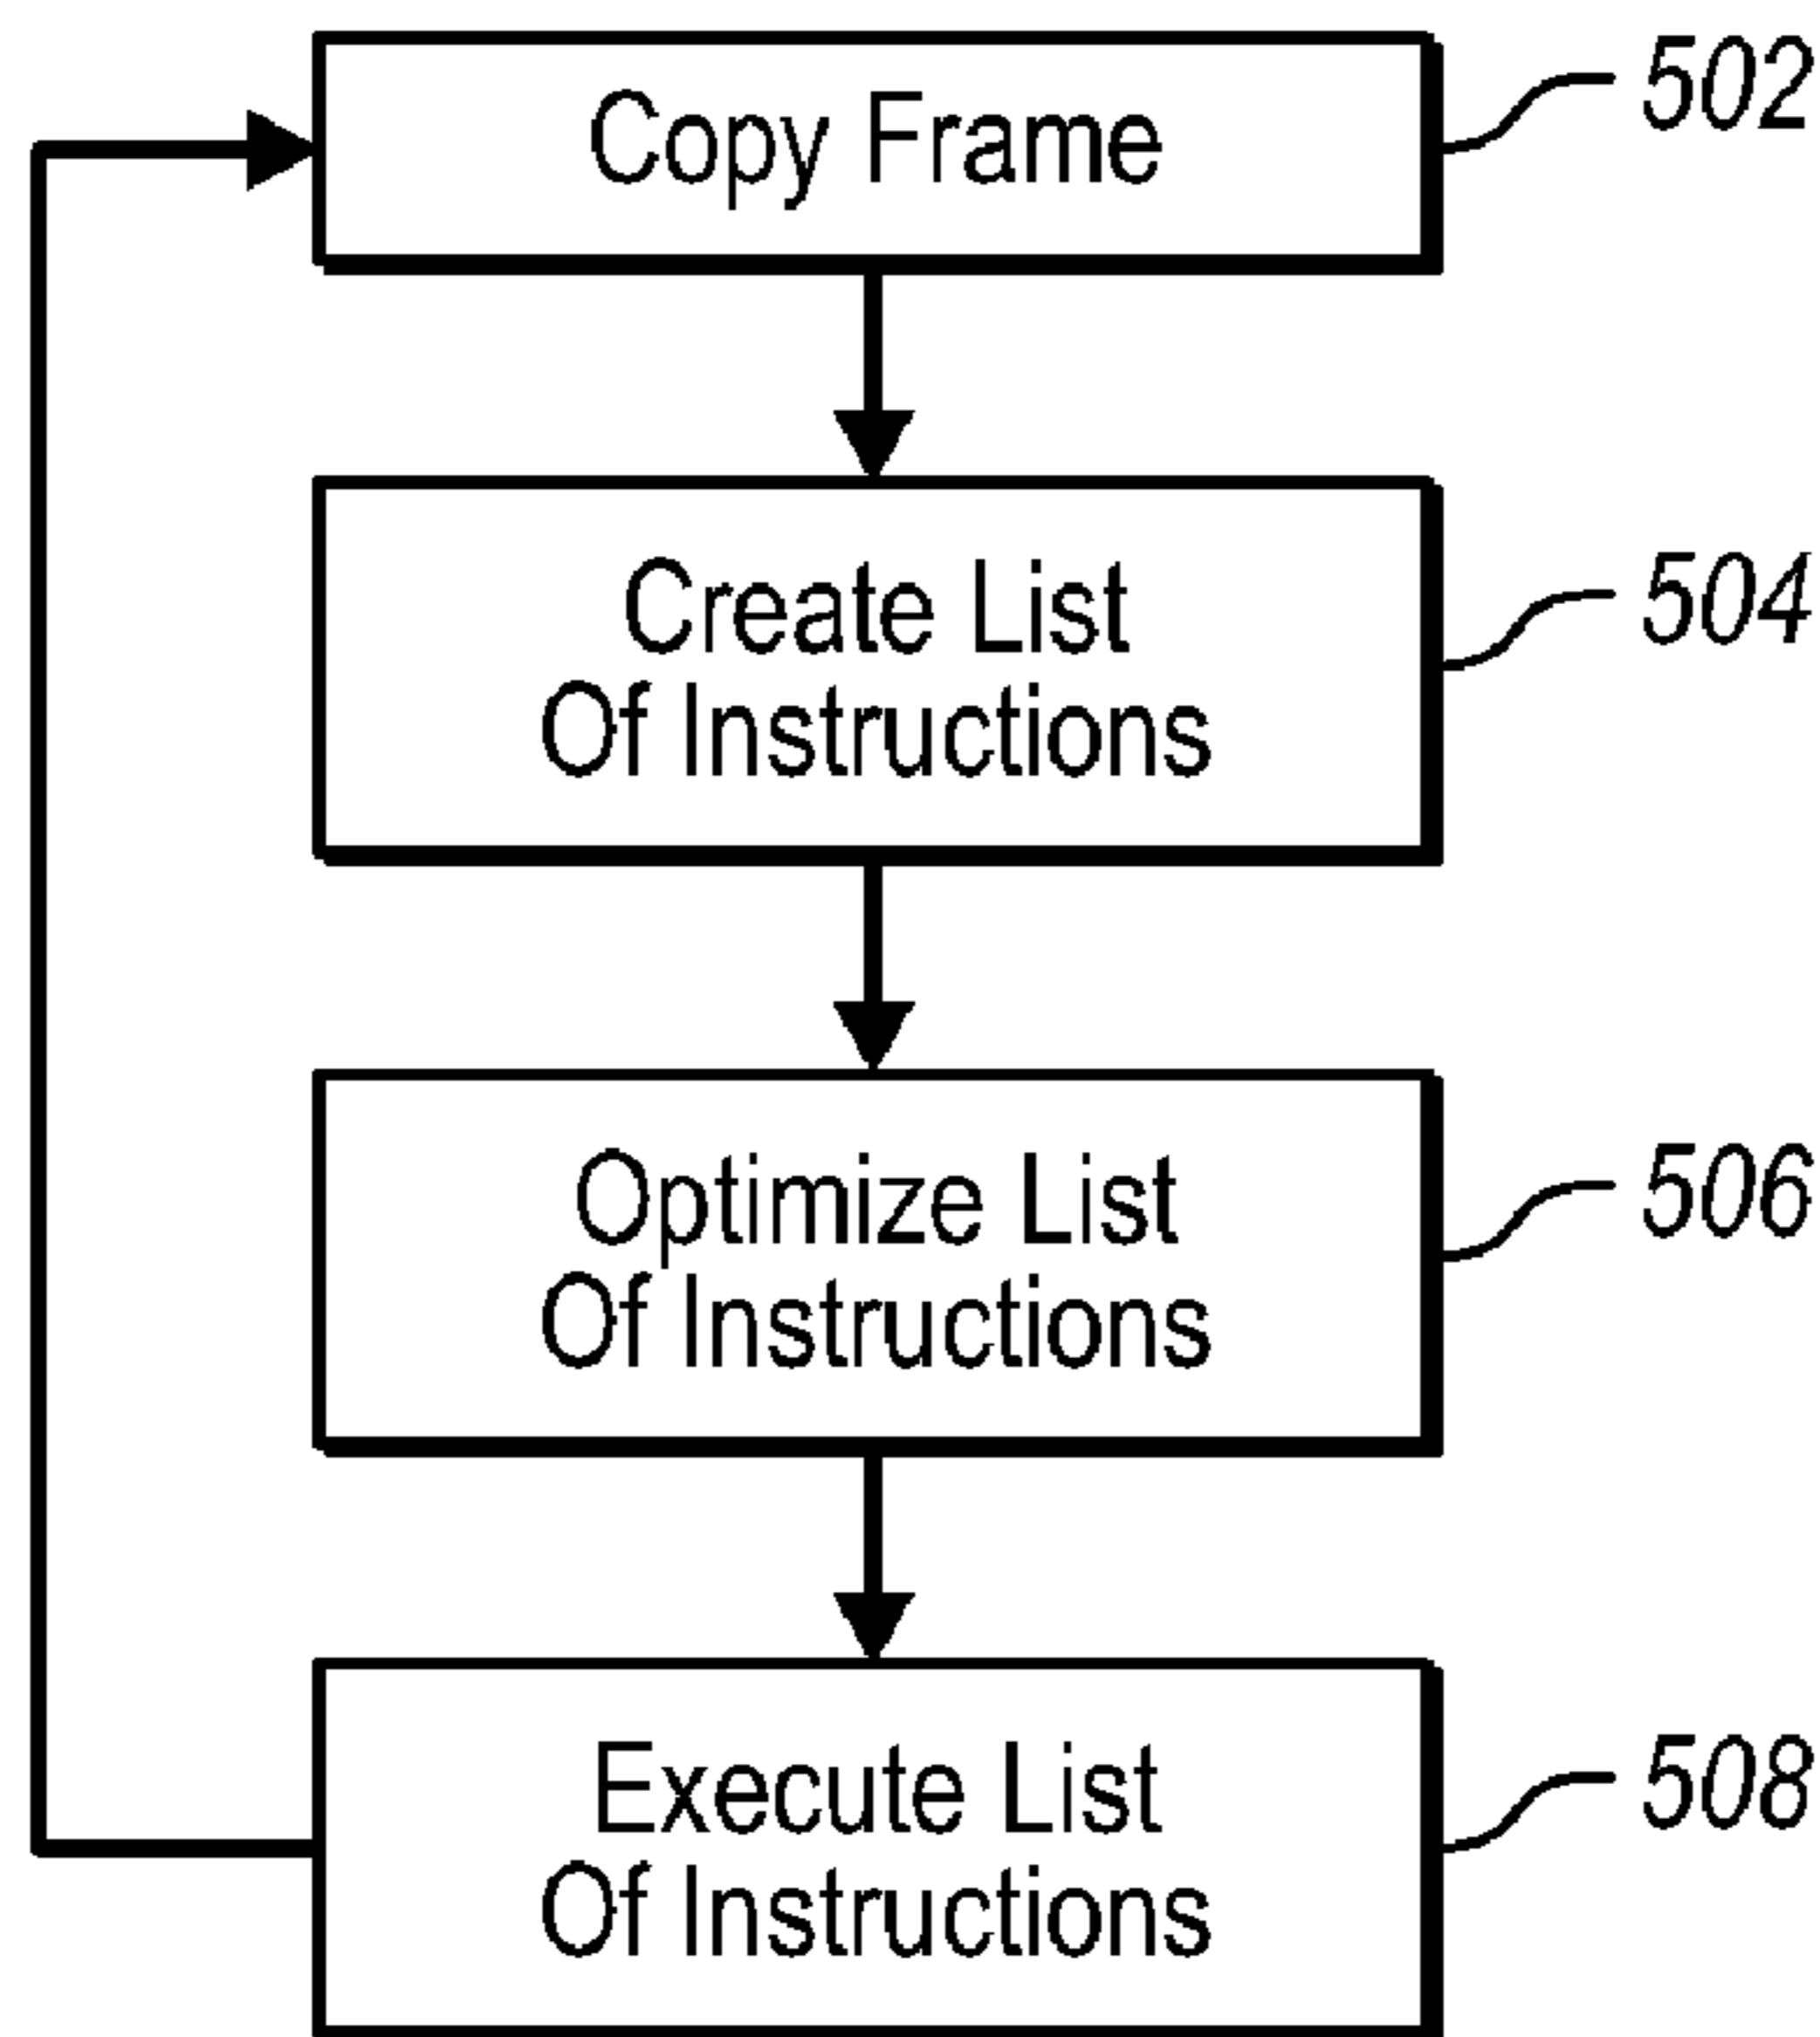 Copy Frame
502
Create List
Of Instructions
504
Optimize List
Of Instructions
506
Execute List
Of Instructions
508